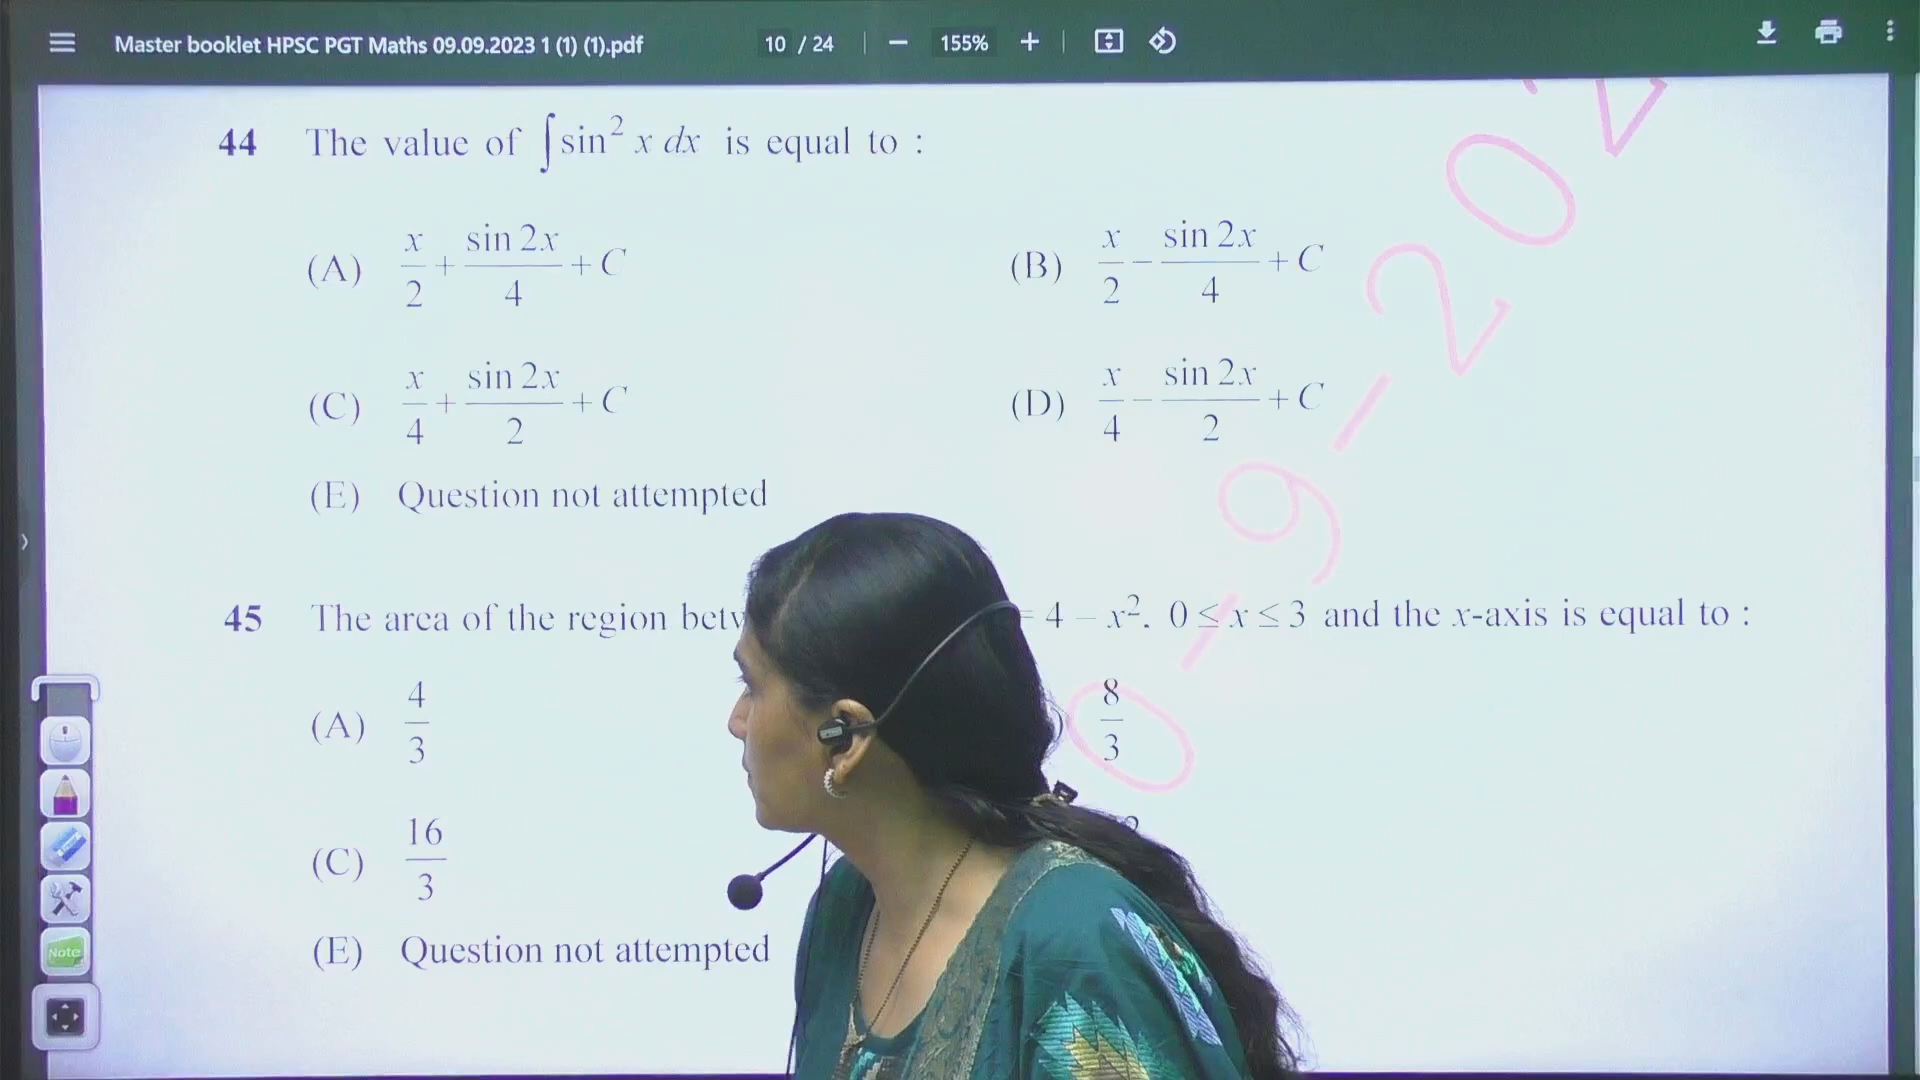 Master booklet HPSC PGT Maths 09.09.2023 1 (1) (1).pdf 10 / 24 155%
44 The value of ∫ sin² x dx is equal to :
(A) x/2 + sin 2x/4 + C (B) x/2 − sin 2x/4 + C
(C) x/4 + sin 2x/2 + C (D) x/4 − sin 2x/2 + C
(E) Question not attempted
45 The area of the region = 4 − x². 0 ≤ x ≤ 3 and the x-axis is equal to :
(A) 4/3 8/3
(C) 16/3
(E) Question not attempted
Note
0-9-202